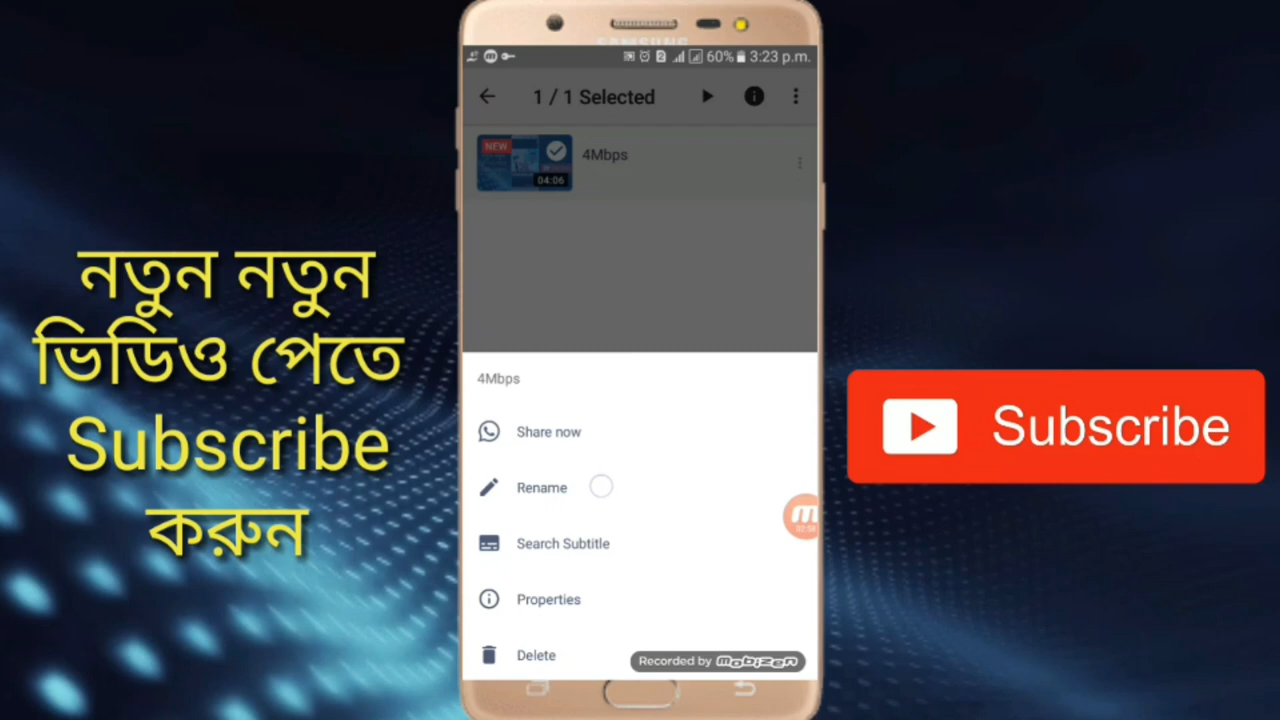 SAMSUNG
60% 3:23 p.m.
1 / 1 Selected
NEW
04:06
4Mbps
নতুন নতুন
ভিডিও পেতে
Subscribe
করুন
4Mbps
Share now
Rename
Search Subtitle
Properties
Delete
Recorded by mobizen
Subscribe